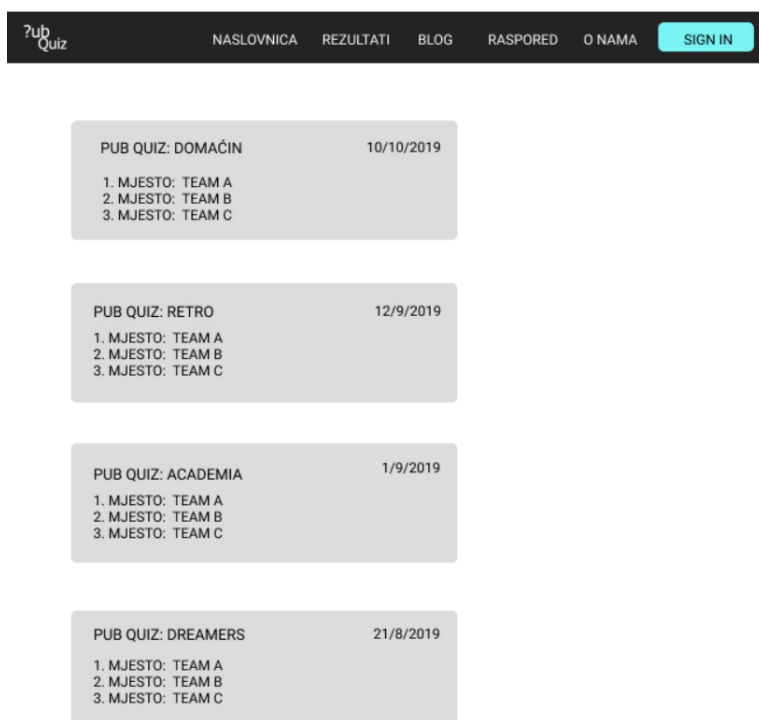 ?ub
Quiz
NASLOVNICA REZULTATI BLOG RASPORED O NAMA SIGN IN
PUB QUIZ: DOMAĆIN 10/10/2019
1. MJESTO: TEAM A
2. MJESTO: TEAM B
3. MJESTO: TEAM C
PUB QUIZ: RETRO 12/9/2019
1. MJESTO: TEAM A
2. MJESTO: TEAM B
3. MJESTO: TEAM C
PUB QUIZ: ACADEMIA 1/9/2019
1. MJESTO: TEAM A
2. MJESTO: TEAM B
3. MJESTO: TEAM C
PUB QUIZ: DREAMERS 21/8/2019
1. MJESTO: TEAM A
2. MJESTO: TEAM B
3. MJESTO: TEAM C